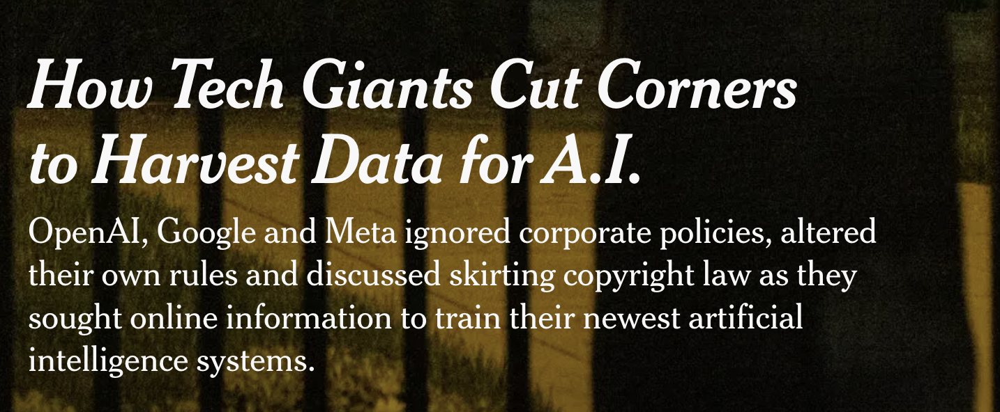 How Tech Giants Cut Corners
to Harvest Data for A.I.
OpenAI, Google and Meta ignored corporate policies, altered
their own rules and discussed skirting copyright law as they
sought online information to train their newest artificial
intelligence systems.